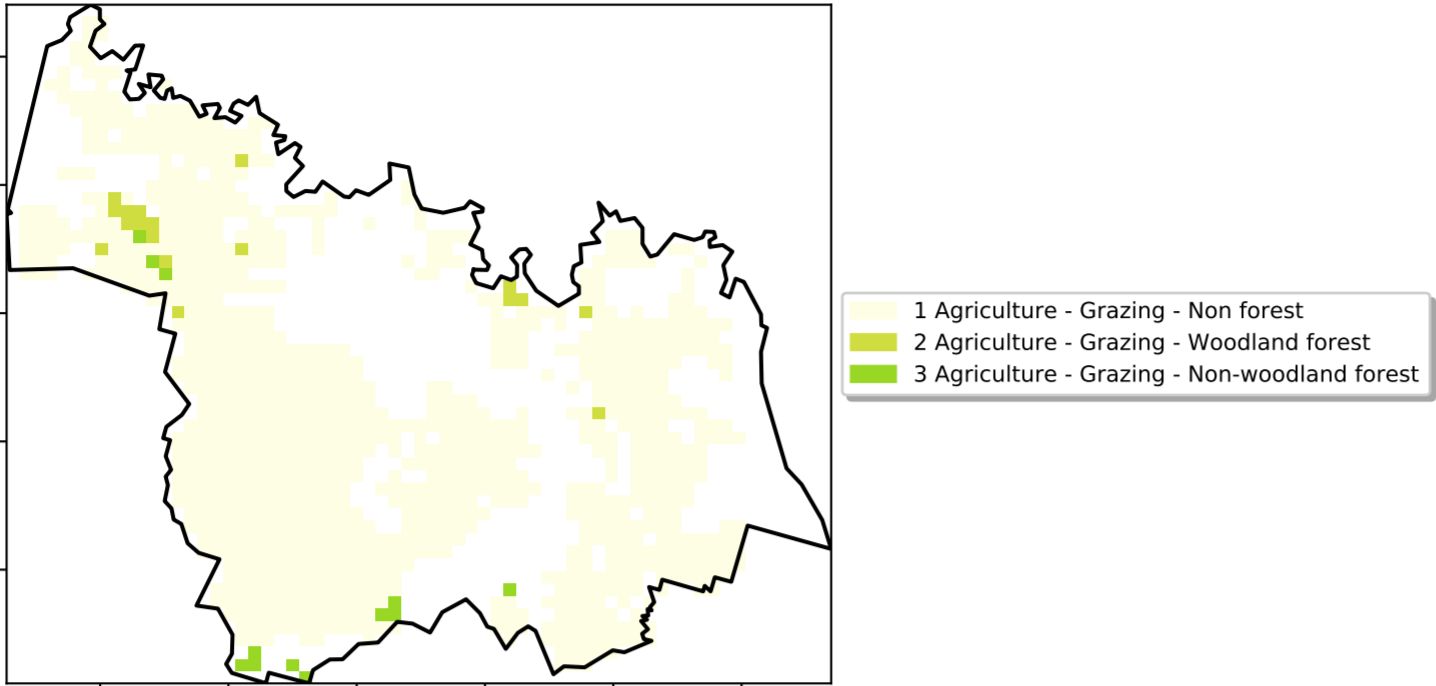 1 Agriculture - Grazing - Non forest
2 Agriculture - Grazing - Woodland forest
3 Agriculture - Grazing - Non-woodland forest